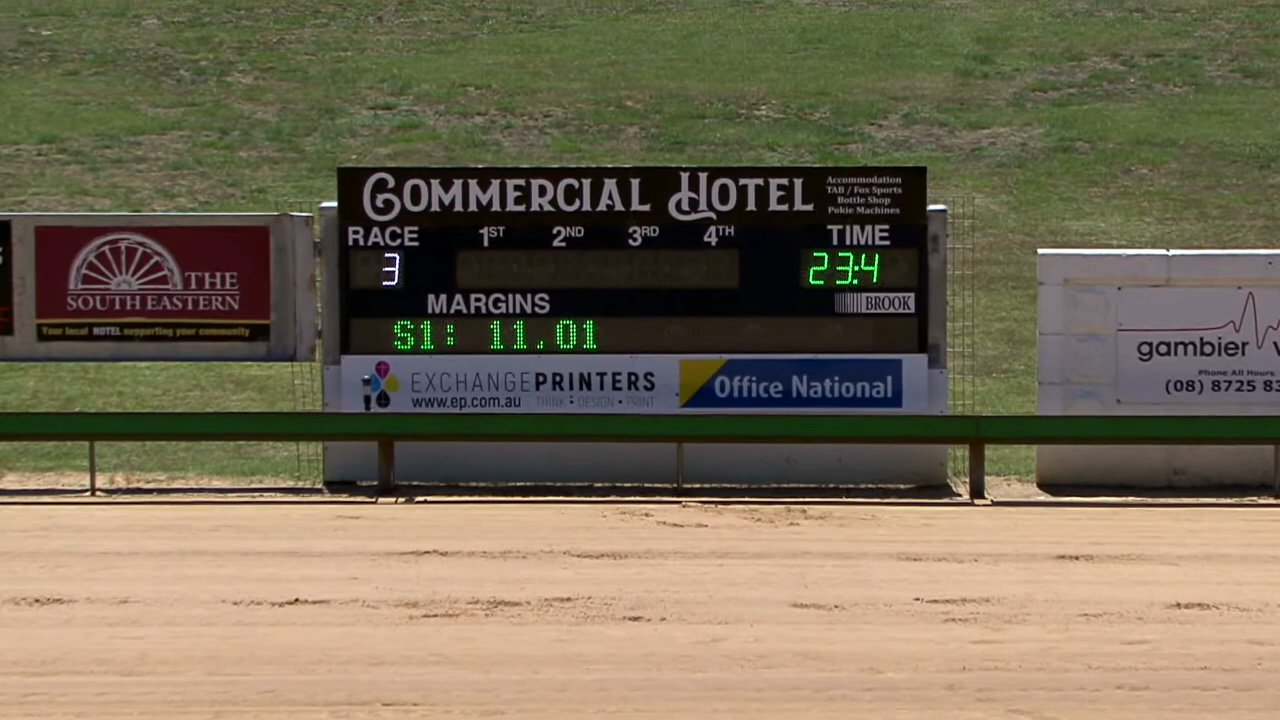 COMMERCIAL HOTEL
Accommodation
TAB / Fox Sports
Bottle Shop
Pokie Machines
RACE 1ST 2ND 3RD 4TH TIME
3 23:4
MARGINS
BROOK
S1: 11.01
EXCHANGEPRINTERS
www.ep.com.au THINK • DESIGN • PRINT
Office National
THE
SOUTH EASTERN
Your local HOTEL supporting your community
gambier
Phone All Hours
(08) 8725 83